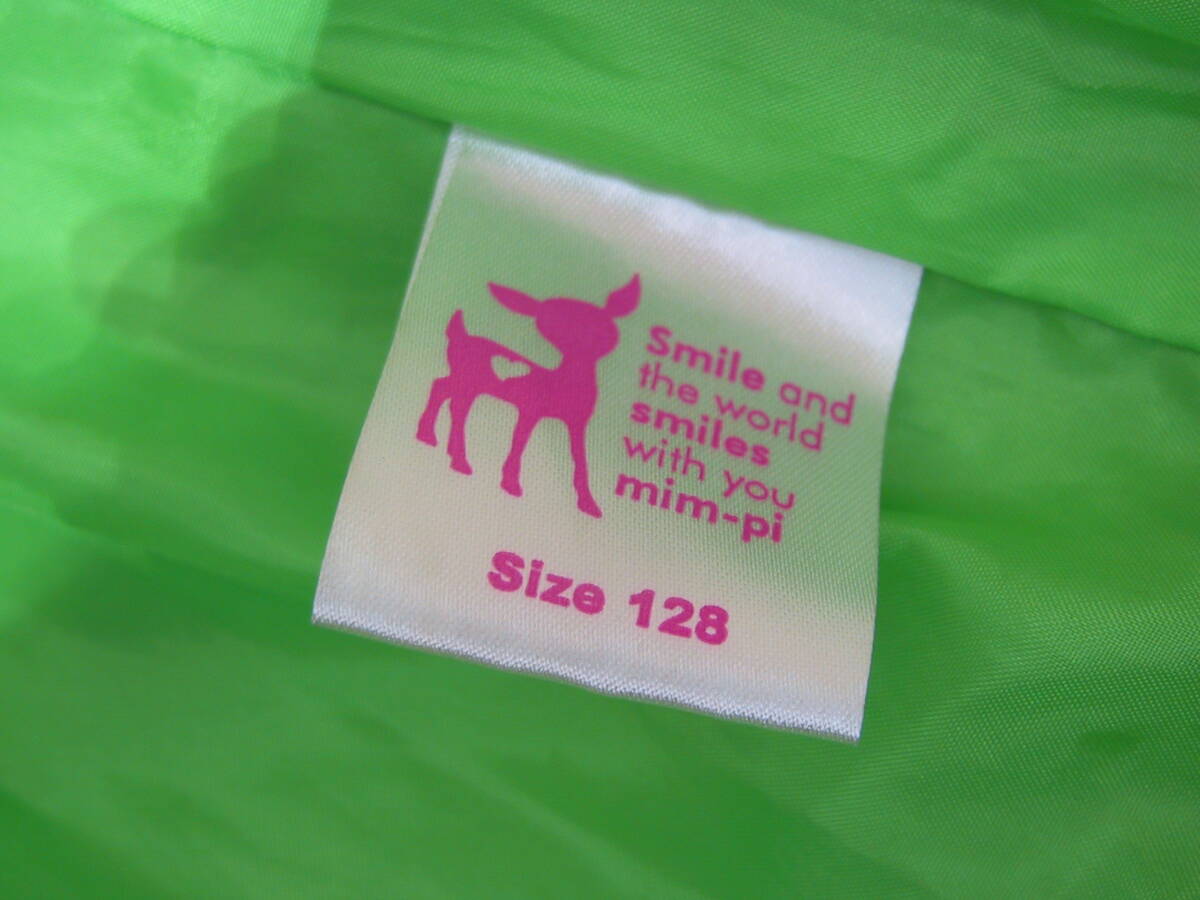 Smile and
the world
smiles
with you
mim-pi
Size 128